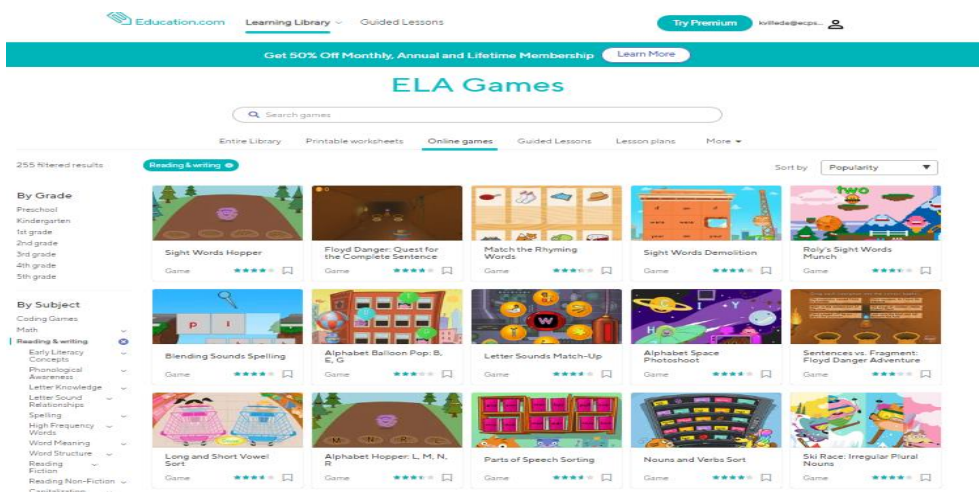 Education.com
Learning Library
Guided Lessons
Try Premium
kvilleda@ecps...
Get 50% Off Monthly, Annual and Lifetime Membership
Learn More
ELA Games
Search games
Entire Library
Printable worksheets
Online games
Guided Lessons
Lesson plans
More
255 filtered results
Reading & writing
Sort by
Popularity
By Grade
Preschool
Kindergarten
1st grade
2nd grade
3rd grade
4th grade
5th grade
By Subject
Coding Games
Math
Reading & writing
Early Literacy
Concepts
Phonological
Awareness
Letter Knowledge
Letter Sound
Relationships
Spelling
High Frequency
Words
Word Meaning
Word Structure
Reading
Fiction
Reading Non-Fiction
Capitalization
Sight Words Hopper
Game
Floyd Danger: Quest for
the Complete Sentence
Game
Match the Rhyming
Words
Game
Sight Words Demolition
Game
two
Roly's Sight Words
Munch
Game
P I
Blending Sounds Spelling
Game
Alphabet Balloon Pop: B,
E, G
Game
W
Letter Sounds Match-Up
Game
H Y
Alphabet Space
Photoshoot
Game
Sentences vs. Fragment:
Floyd Danger Adventure
Game
Long and Short Vowel
Sort
Game
M N R L
Alphabet Hopper: L, M, N,
R
Game
Parts of Speech Sorting
Game
Nouns and Verbs Sort
Game
Ski Race: Irregular Plural
Nouns
Game